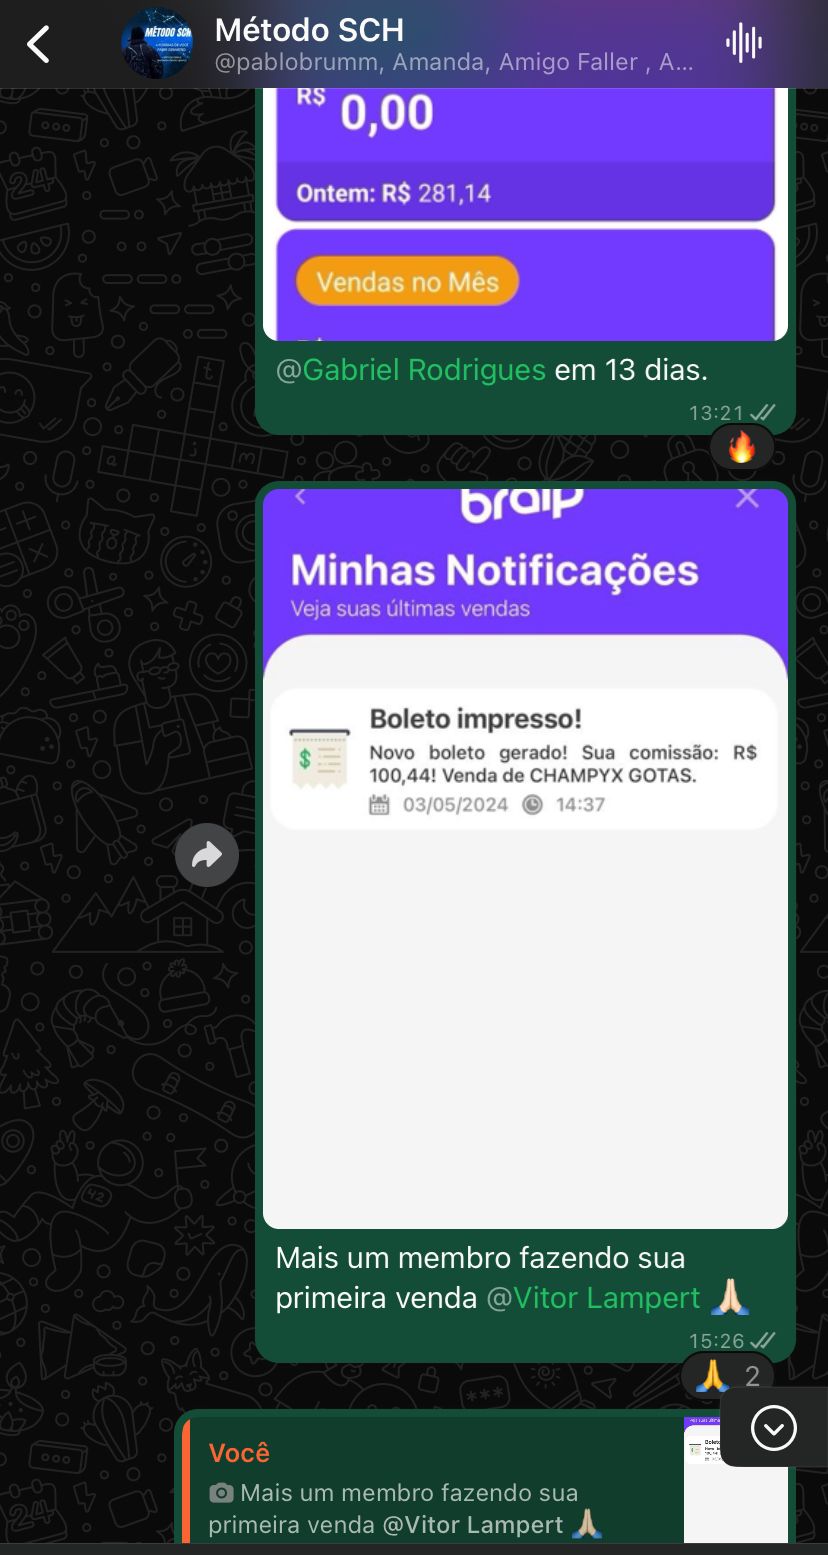 Método SCH
@pablobrumm, Amanda, Amigo Faller , A...
MÉTODO SCH
R$ 0,00
Ontem: R$ 281,14
Vendas no Mês
@Gabriel Rodrigues em 13 dias.
13:21
braip
Minhas Notificações
Veja suas últimas vendas
Boleto impresso!
Novo boleto gerado! Sua comissão: R$
100,44! Venda de CHAMPYX GOTAS.
03/05/2024 14:37
Mais um membro fazendo sua
primeira venda @Vitor Lampert 🙏🏻
15:26
🙏 2
Você
Mais um membro fazendo sua
primeira venda @Vitor Lampert 🙏🏻